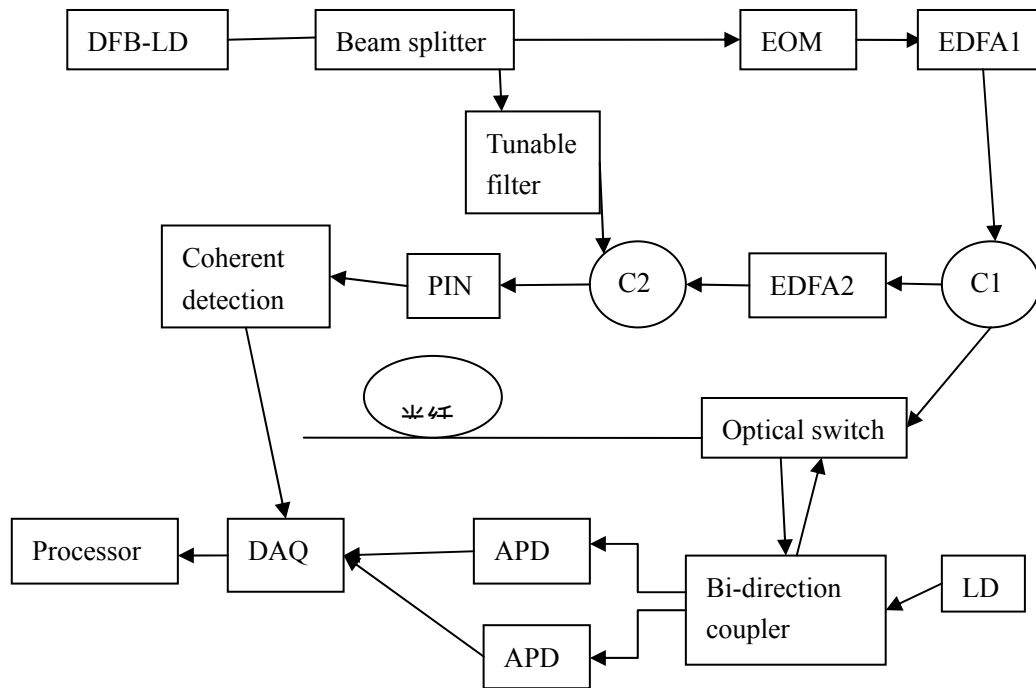 DFB-LD
Beam splitter
EOM
EDFA1
Tunable
filter
Coherent
detection
PIN
C2
EDFA2
C1
Optical switch
Processor
DAQ
APD
Bi-direction
coupler
LD
APD